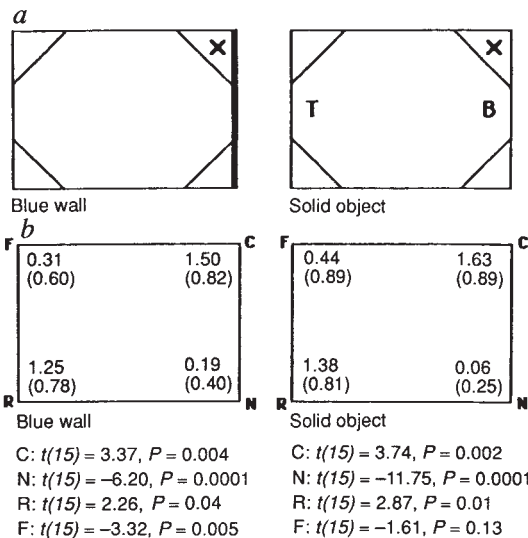 a
X
X
T B
Blue wall
Solid object
b
F C
0.31 1.50
(0.60) (0.82)
1.25 0.19
(0.78) (0.40)
R N
Blue wall
F C
0.44 1.63
(0.89) (0.89)
1.38 0.06
(0.81) (0.25)
R N
Solid object
C: t(15) = 3.37, P = 0.004
N: t(15) = –6.20, P = 0.0001
R: t(15) = 2.26, P = 0.04
F: t(15) = –3.32, P = 0.005
C: t(15) = 3.74, P = 0.002
N: t(15) = –11.75, P = 0.0001
R: t(15) = 2.87, P = 0.01
F: t(15) = –1.61, P = 0.13